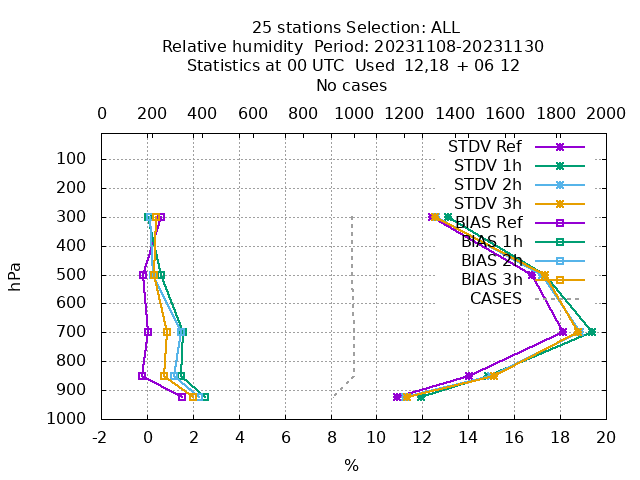 25 stations Selection: ALL
Relative humidity  Period: 20231108-20231130
Statistics at 00 UTC  Used  12,18 + 06 12
No cases
0 200 400 600 800 1000 1200 1400 1600 1800 2000
STDV Ref
STDV 1h
STDV 2h
STDV 3h
BIAS Ref
BIAS 1h
BIAS 2h
BIAS 3h
CASES
100
200
300
400
500
600
700
800
900
1000
hPa
-2 0 2 4 6 8 10 12 14 16 18 20
%